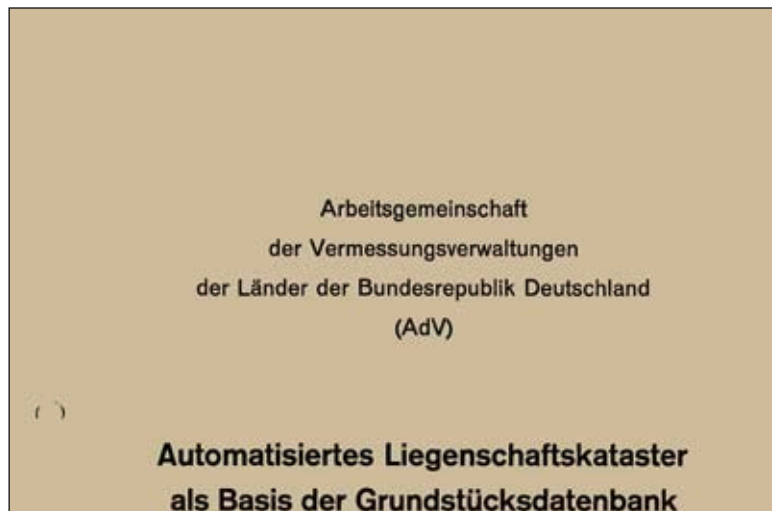 Arbeitsgemeinschaft
der Vermessungsverwaltungen
der Länder der Bundesrepublik Deutschland
(AdV)
Automatisiertes Liegenschaftskataster
als Basis der Grundstücksdatenbank